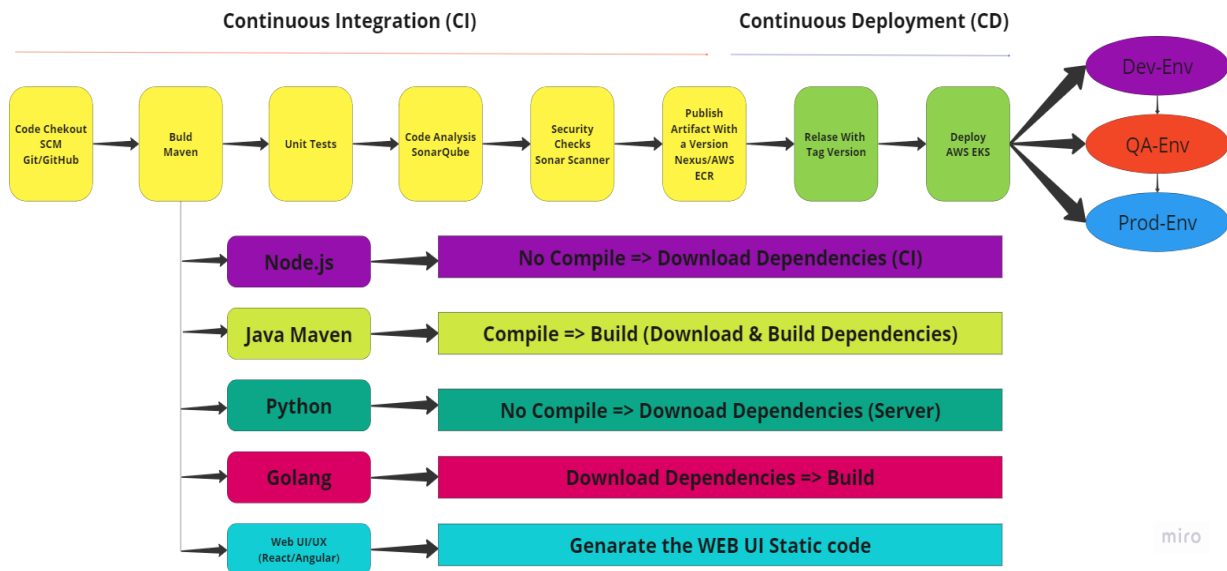 Continuous Integration (CI)
Continuous Deployment (CD)
Code Chekout
SCM
Git/GitHub
Buld
Maven
Unit Tests
Code Analysis
SonarQube
Security
Checks
Sonar Scanner
Publish
Artifact With
a Version
Nexus/AWS
ECR
Relase With
Tag Version
Deploy
AWS EKS
Dev-Env
QA-Env
Prod-Env
Node.js
No Compile => Download Dependencies (CI)
Java Maven
Compile => Build (Download & Build Dependencies)
Python
No Compile => Downoad Dependencies (Server)
Golang
Download Dependencies => Build
Web UI/UX
(React/Angular)
Genarate the WEB UI Static code
miro